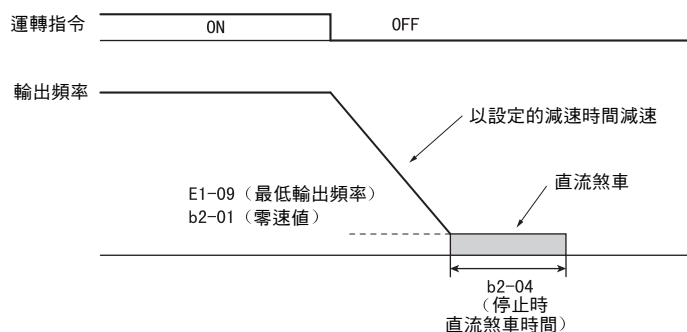 運轉指令
ON
OFF
輸出頻率
以設定的減速時間減速
E1-09（最低輸出頻率）
b2-01（零速值）
直流煞車
b2-04
（停止時
直流煞車時間）